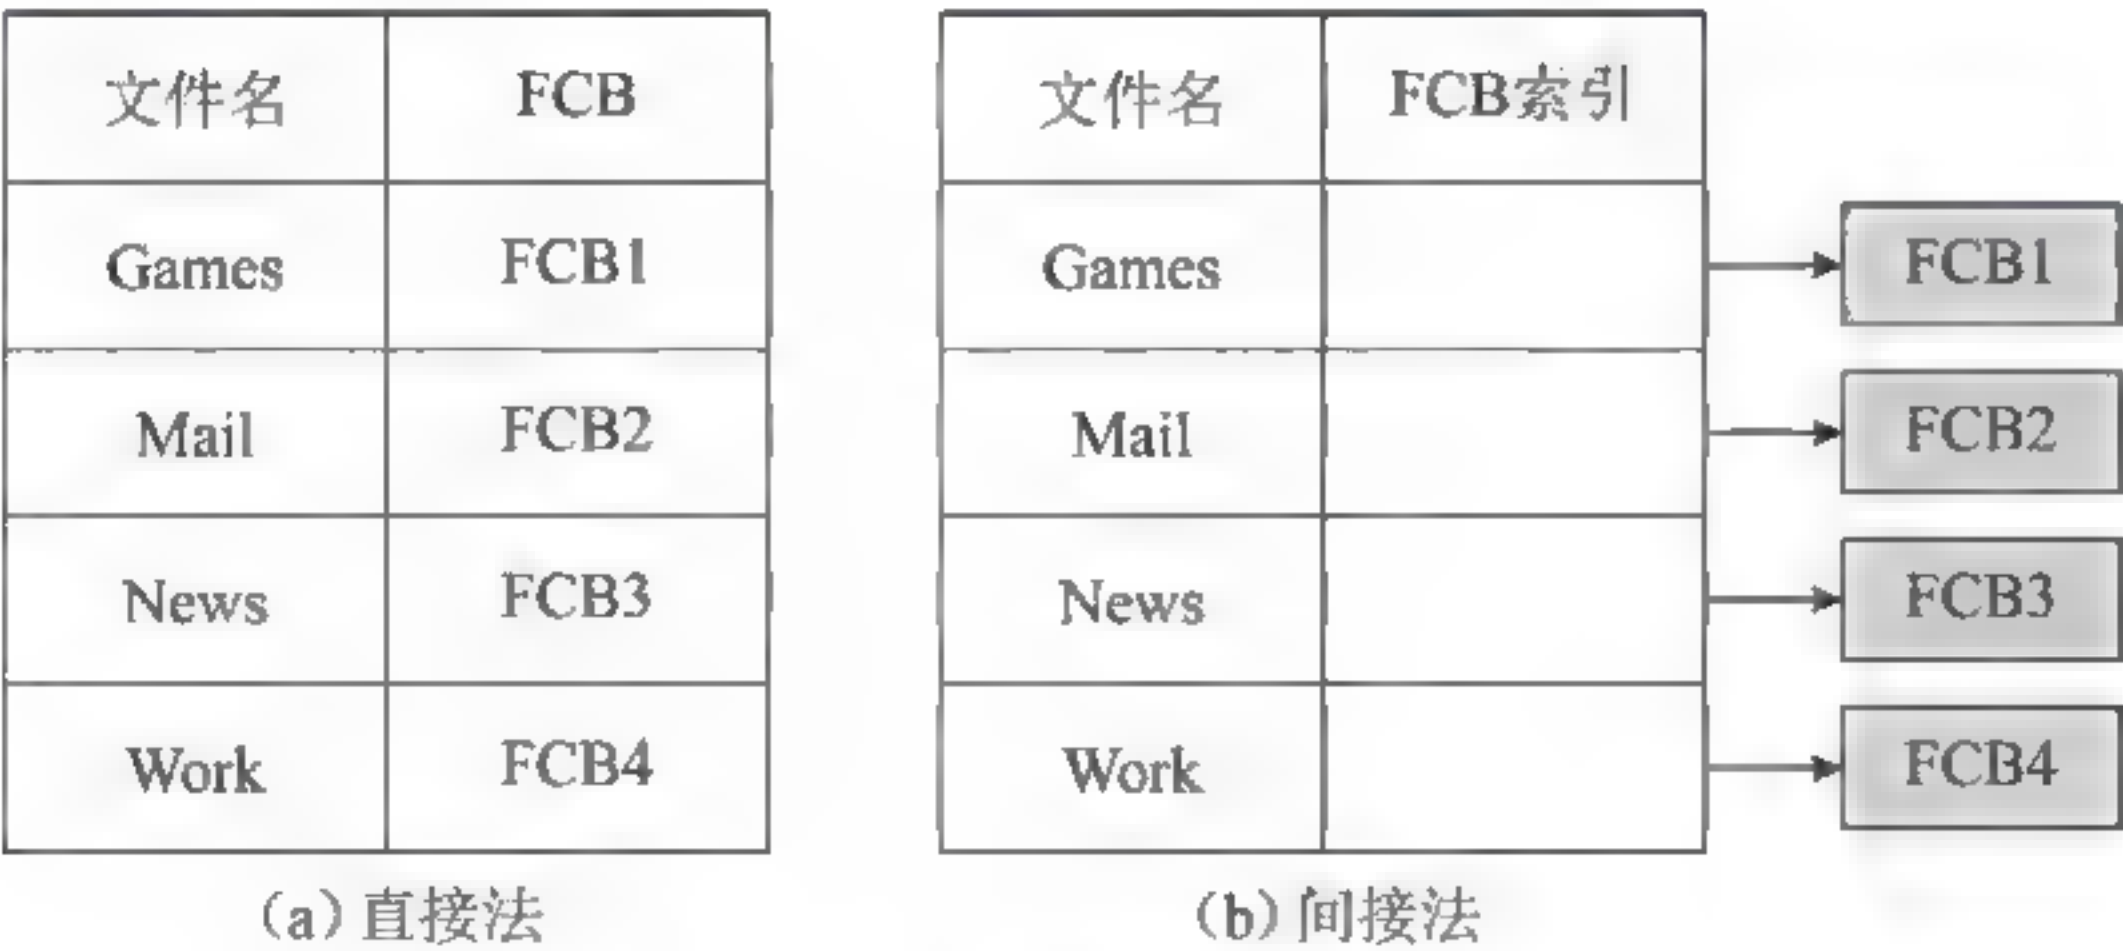 文件名 FCB
Games FCB1
Mail FCB2
News FCB3
Work FCB4
(a)直接法
文件名 FCB索引
Games FCB1
Mail FCB2
News FCB3
Work FCB4
(b)间接法